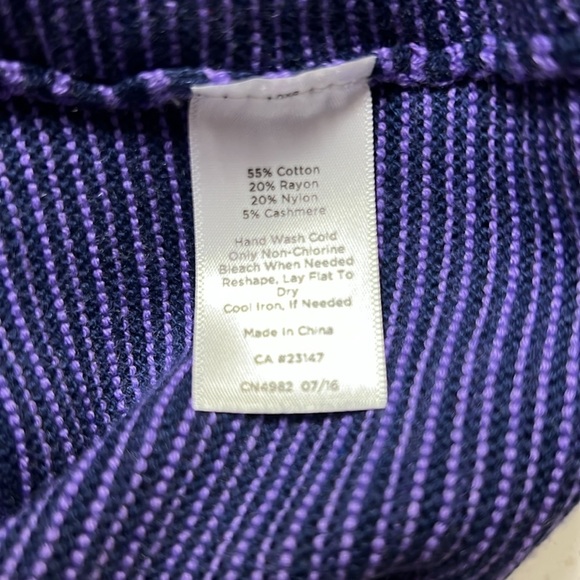 55% Cotton
20% Rayon
20% Nylon
5% Cashmere
Hand Wash Cold
Only Non-Chlorine
Bleach When Needed
Reshape, Lay Flat To
Dry
Cool Iron, If Needed
Made In China
CA #23147
CN4982 07/16